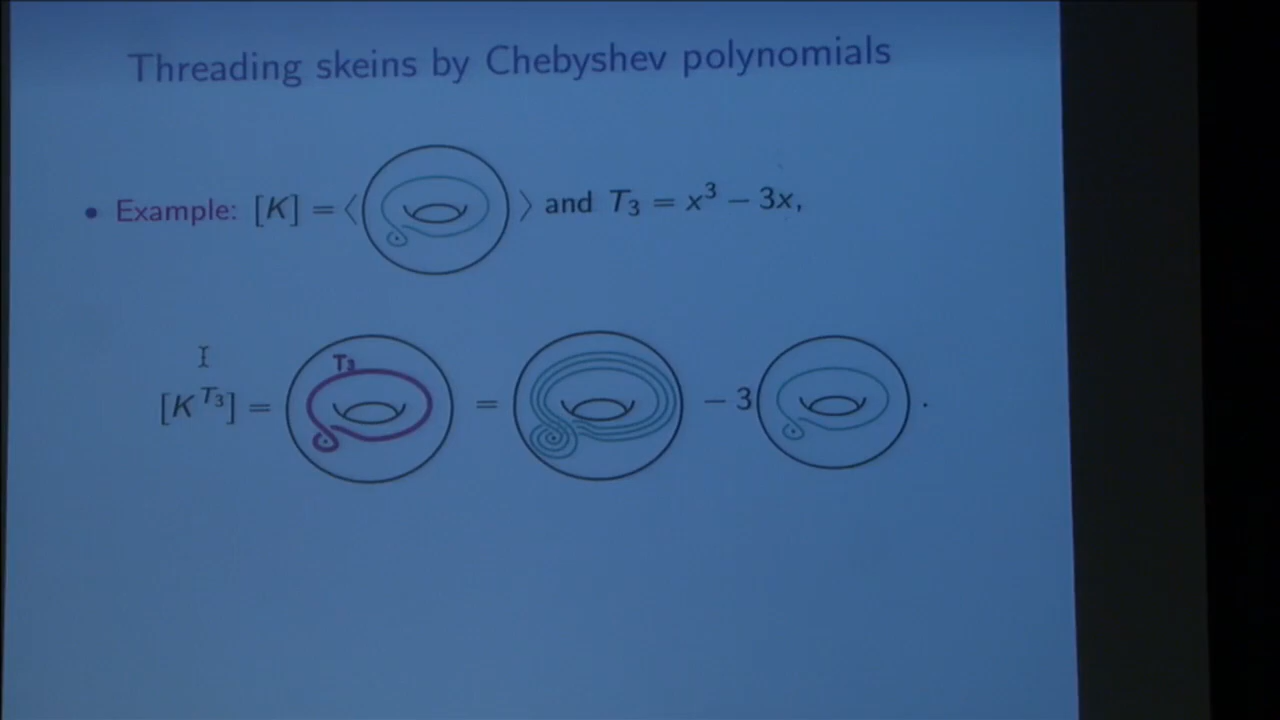 Threading skeins by Chebyshev polynomials
• Example: [K] = ⟨ ⟩ and T₃ = x³ − 3x,
T₃
[K^{T₃}] = = − 3 .